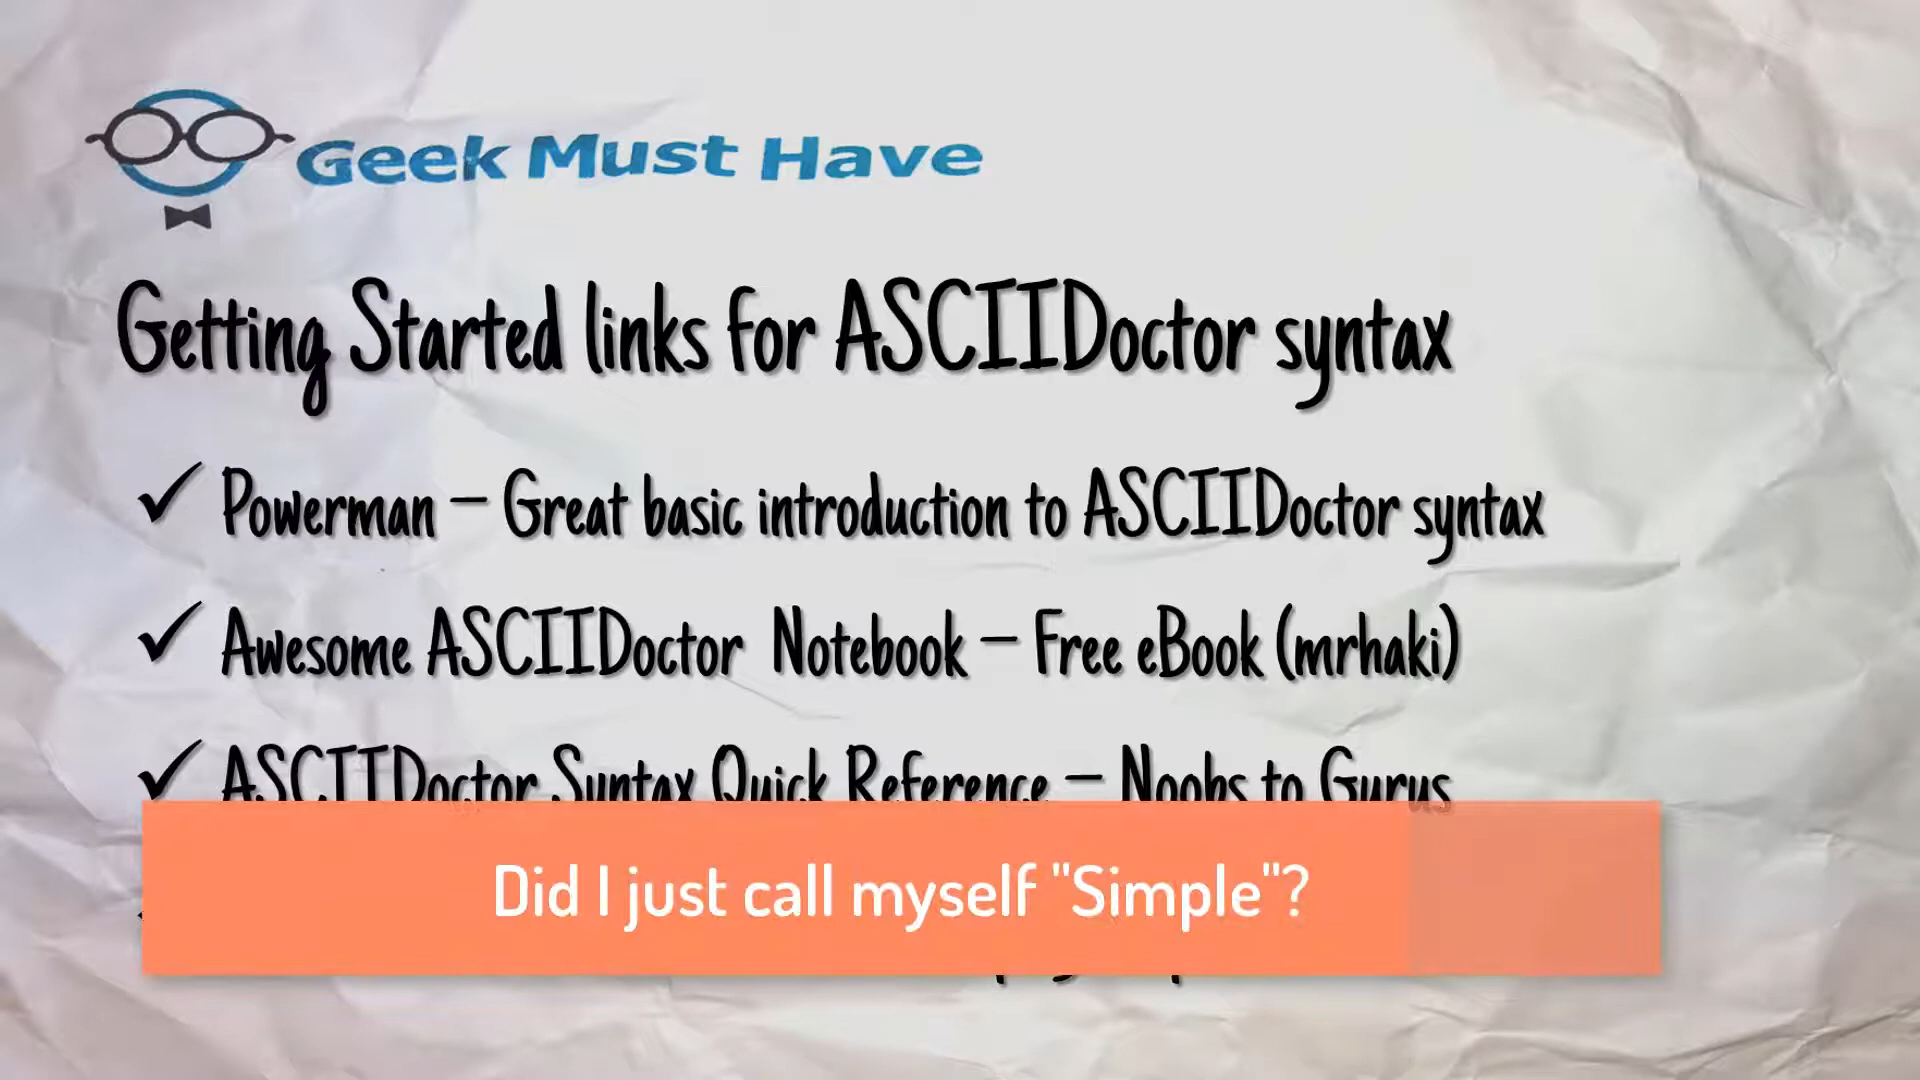 Geek Must Have
Getting Started links for ASCIIDoctor syntax
✓ Powerman – Great basic introduction to ASCIIDoctor syntax
✓ Awesome ASCIIDoctor Notebook – Free eBook (mrhaki)
✓ ASCIIDoctor Syntax Quick Reference – Noobs to Gurus
Did I just call myself "Simple"?